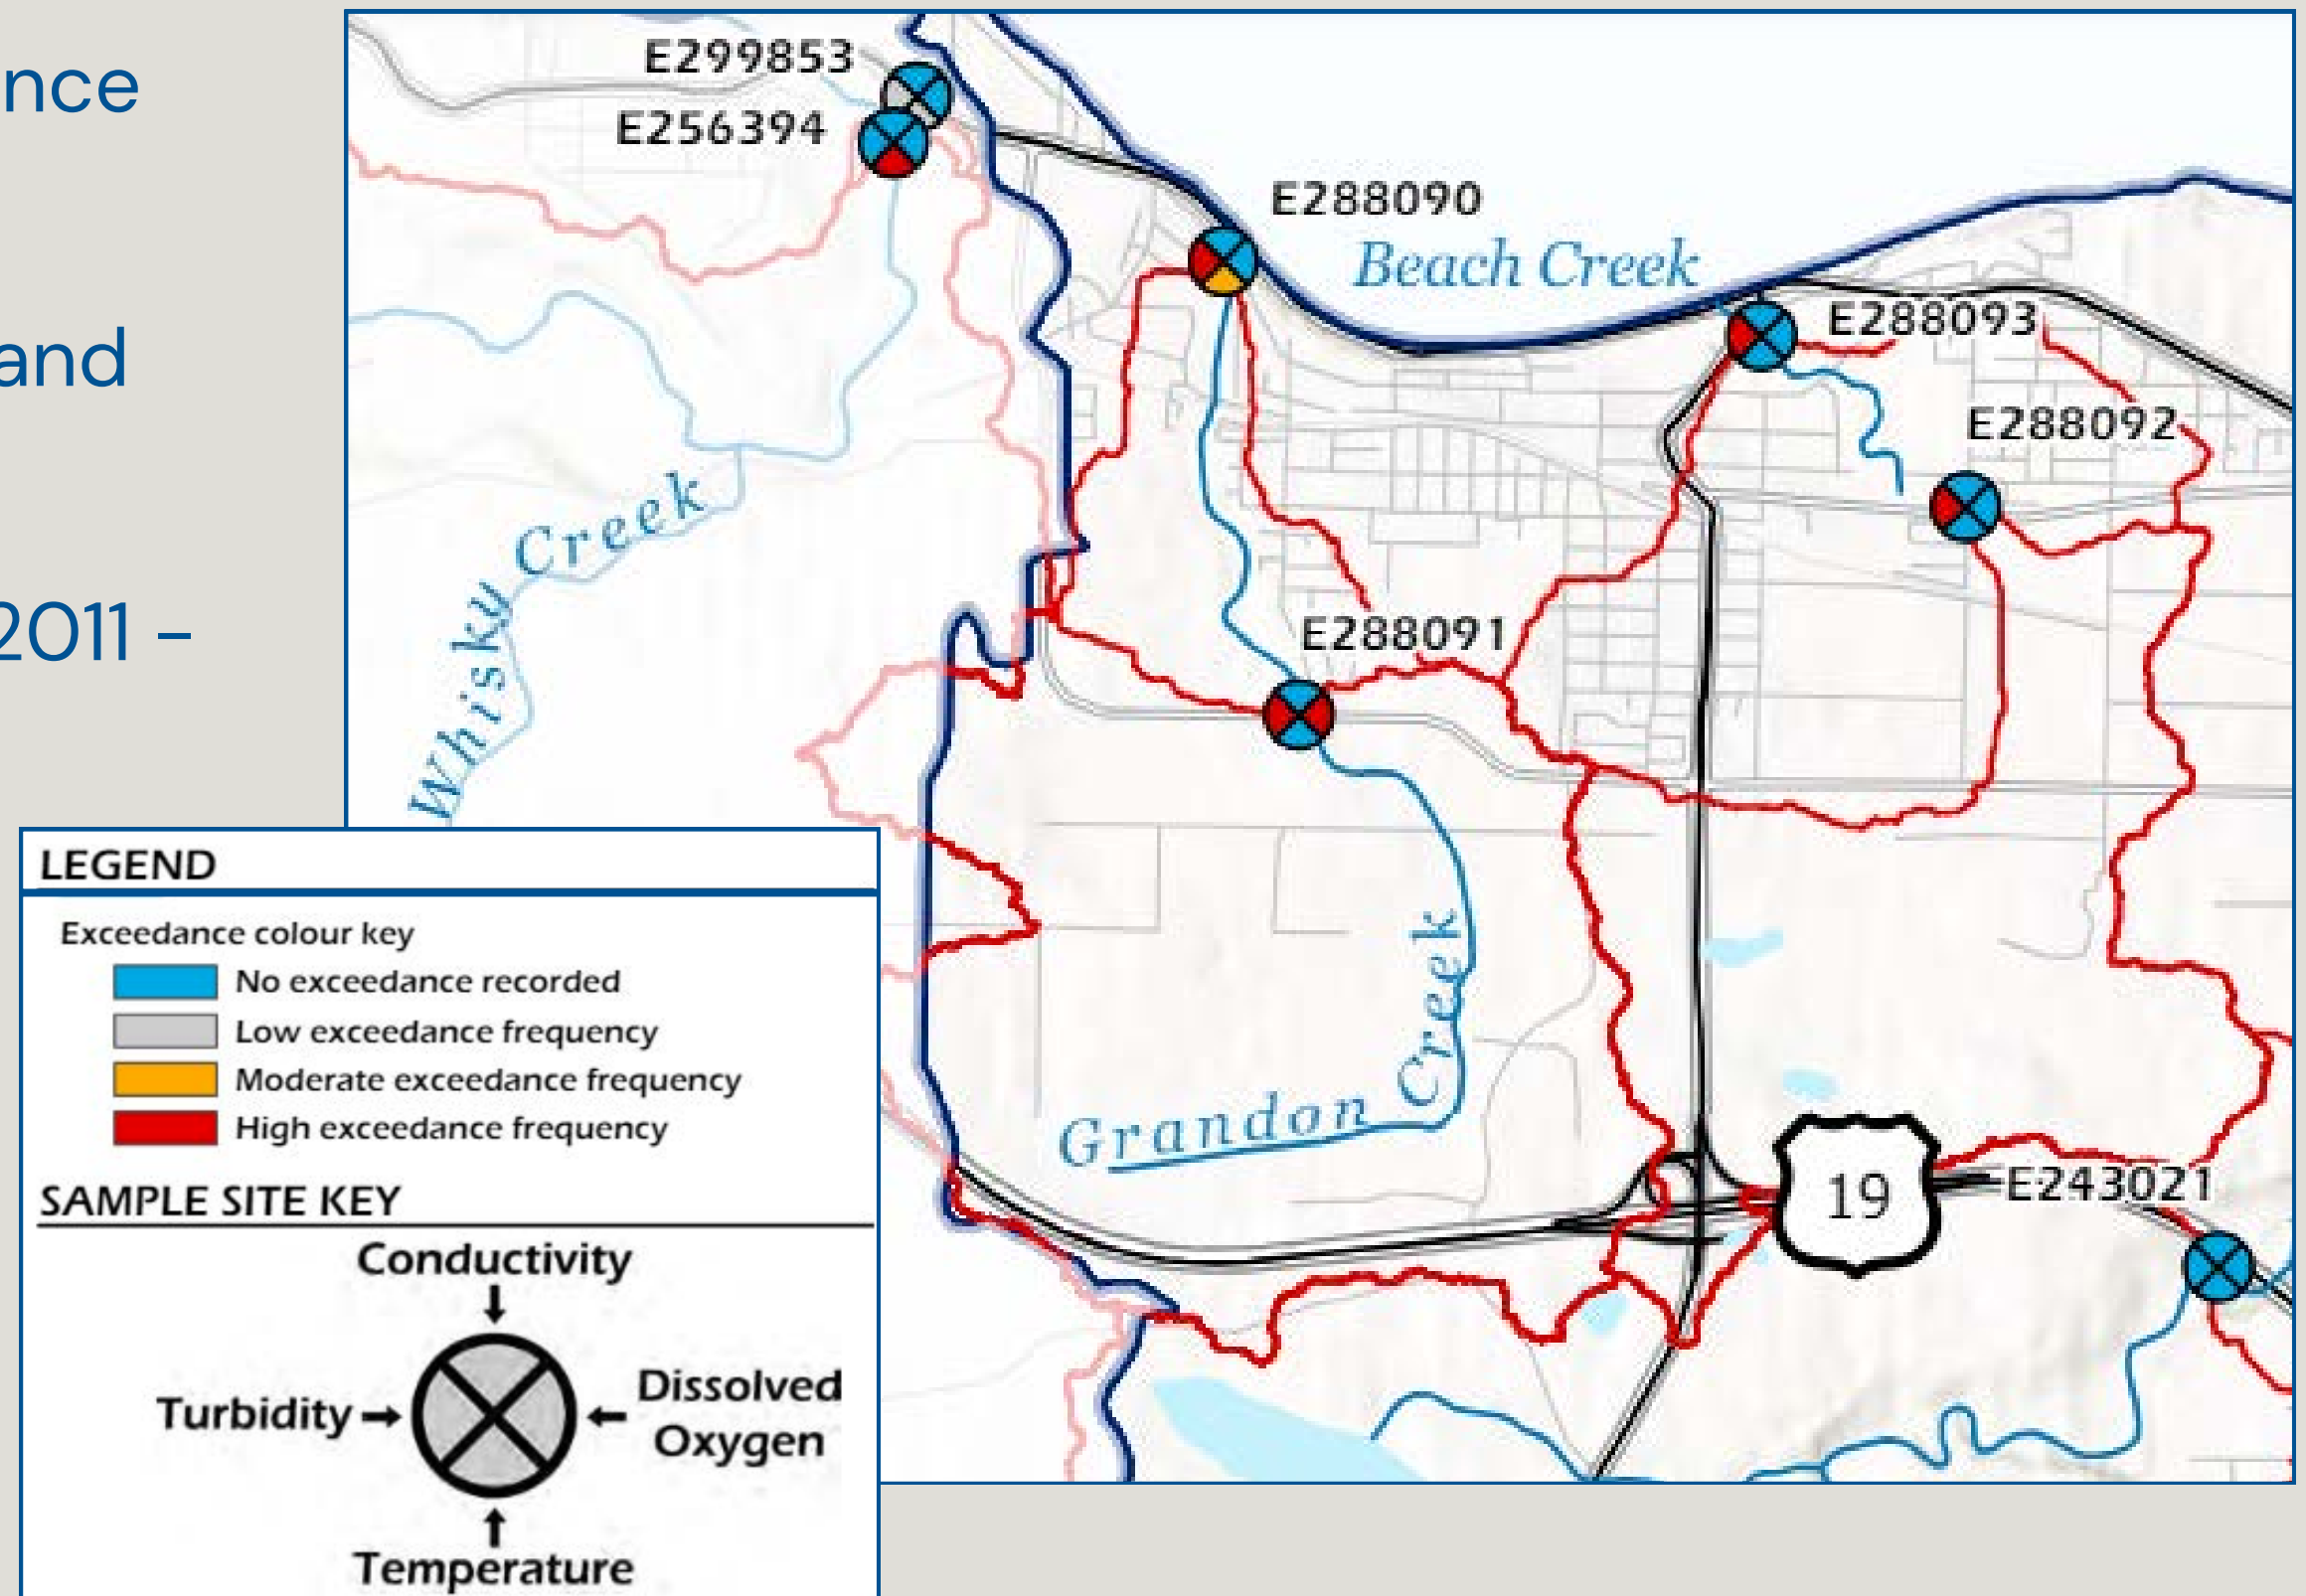 nce
and
2011 –
E299853
E256394
E288090
Beach Creek
E288093
E288092
Whisky Creek
E288091
Grandon Creek
19
E243021
LEGEND
Exceedance colour key
No exceedance recorded
Low exceedance frequency
Moderate exceedance frequency
High exceedance frequency
SAMPLE SITE KEY
Conductivity
Turbidity
Dissolved
Oxygen
Temperature